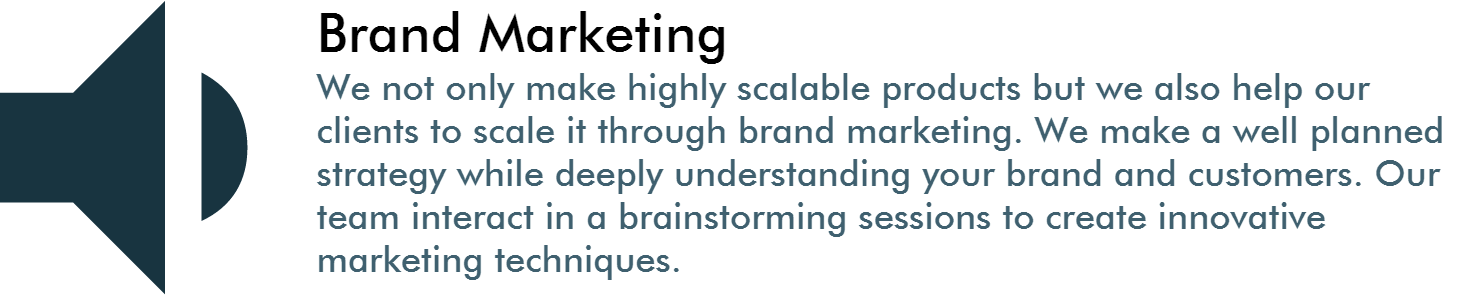 Brand Marketing
We not only make highly scalable products but we also help our
clients to scale it through brand marketing. We make a well planned
strategy while deeply understanding your brand and customers. Our
team interact in a brainstorming sessions to create innovative
marketing techniques.